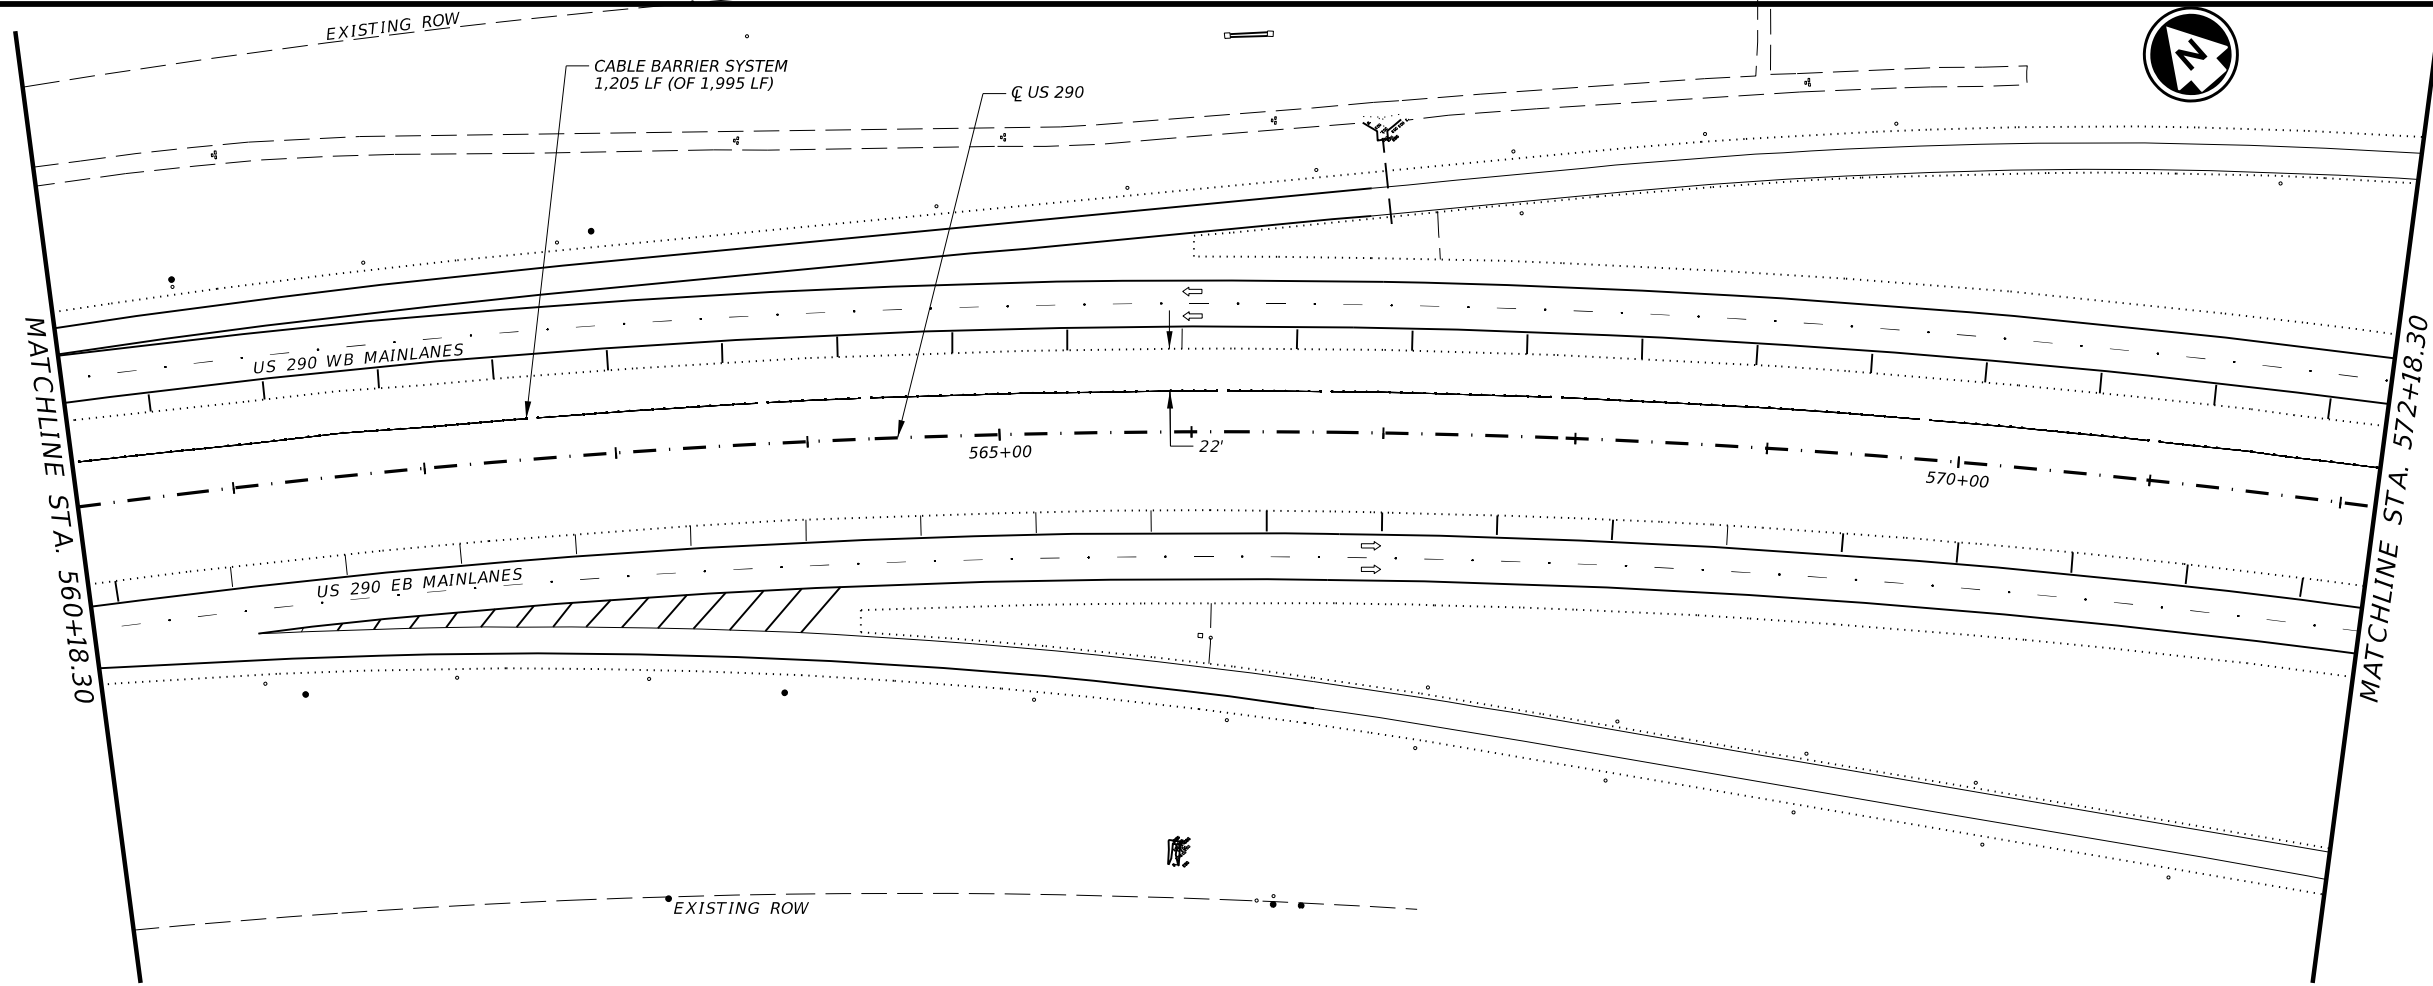 EXISTING ROW
CABLE BARRIER SYSTEM
1,205 LF (OF 1,995 LF)
℄ US 290
N
US 290 WB MAINLANES
MATCHLINE STA. 560+18.30
MATCHLINE STA. 572+18.30
565+00
22'
570+00
US 290 EB MAINLANES
EXISTING ROW